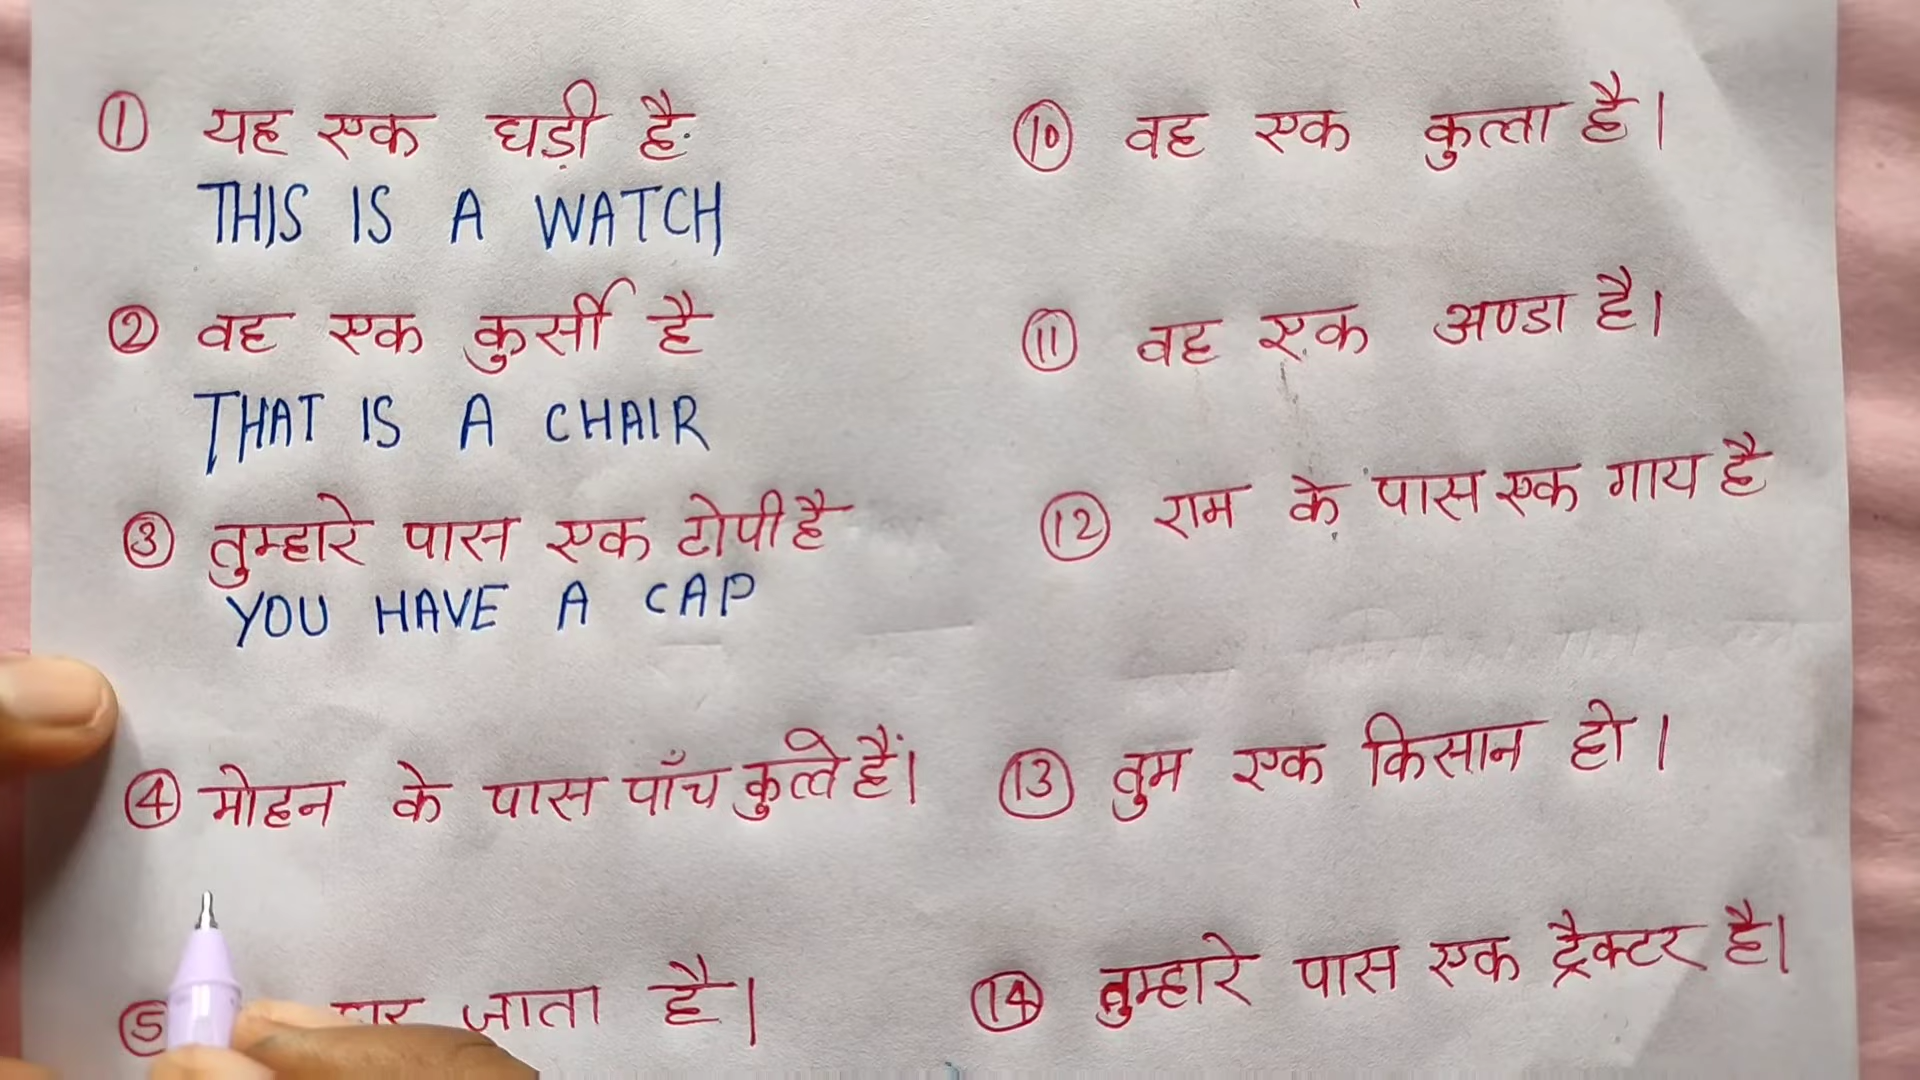 ① यह एक घड़ी है.
THIS IS A WATCH
② वह एक कुर्सी है
THAT IS A CHAIR
③ तुम्हारे पास एक टोपी है
YOU HAVE A CAP
④ मोहन के पास पाँच कुत्ते हैं।
⑤ जाता है।
⑩ वह एक कुत्ता है।
⑪ वह एक अण्डा है।
⑫ राम के पास एक गाय है
⑬ तुम एक किसान हो।
⑭ तुम्हारे पास एक ट्रैक्टर है।